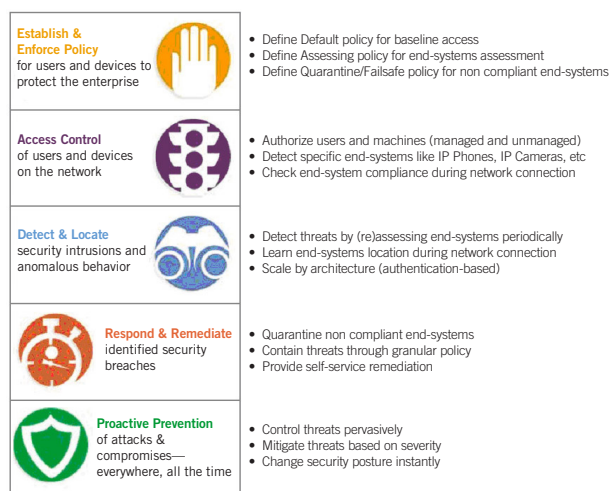 Establish &
Enforce Policy
for users and devices to
protect the enterprise
• Define Default policy for baseline access
• Define Assessing policy for end-systems assessment
• Define Quarantine/Failsafe policy for non compliant end-systems
Access Control
of users and devices
on the network
• Authorize users and machines (managed and unmanaged)
• Detect specific end-systems like IP Phones, IP Cameras, etc
• Check end-system compliance during network connection
Detect & Locate
security intrusions and
anomalous behavior
• Detect threats by (re)assessing end-systems periodically
• Learn end-systems location during network connection
• Scale by architecture (authentication-based)
Respond & Remediate
identified security
breaches
• Quarantine non compliant end-systems
• Contain threats through granular policy
• Provide self-service remediation
Proactive Prevention
of attacks &
compromises—
everywhere, all the time
• Control threats pervasively
• Mitigate threats based on severity
• Change security posture instantly